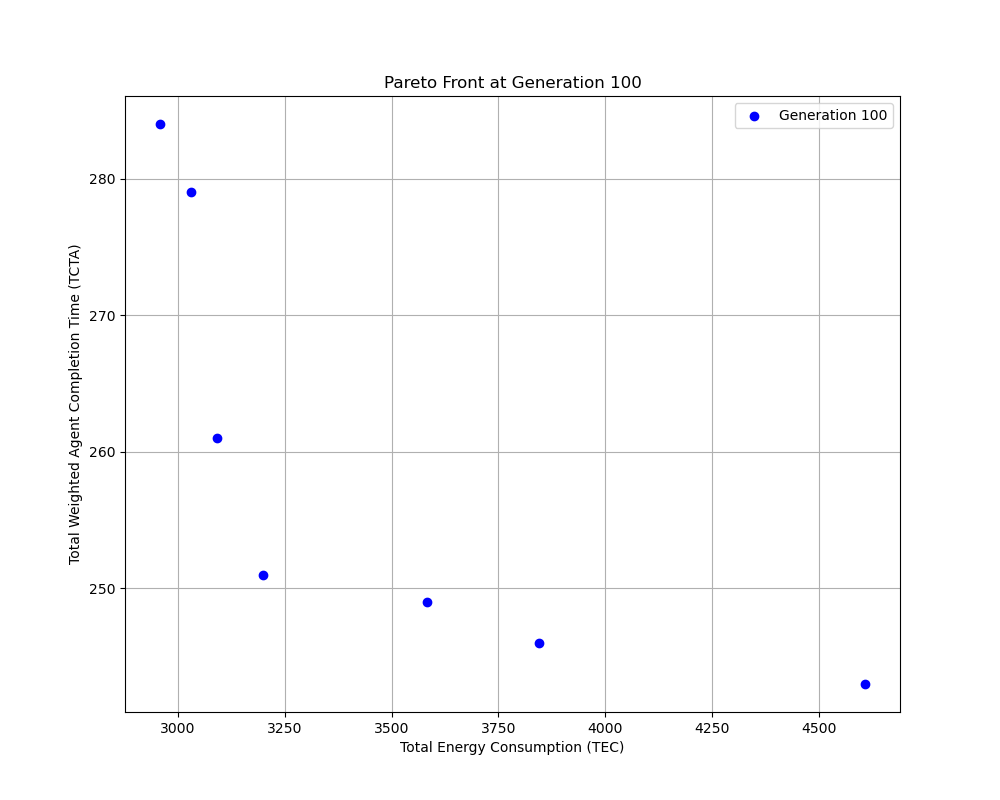 Pareto Front at Generation 100
Generation 100
280
270
260
250
Total Weighted Agent Completion Time (TCTA)
3000 3250 3500 3750 4000 4250 4500
Total Energy Consumption (TEC)